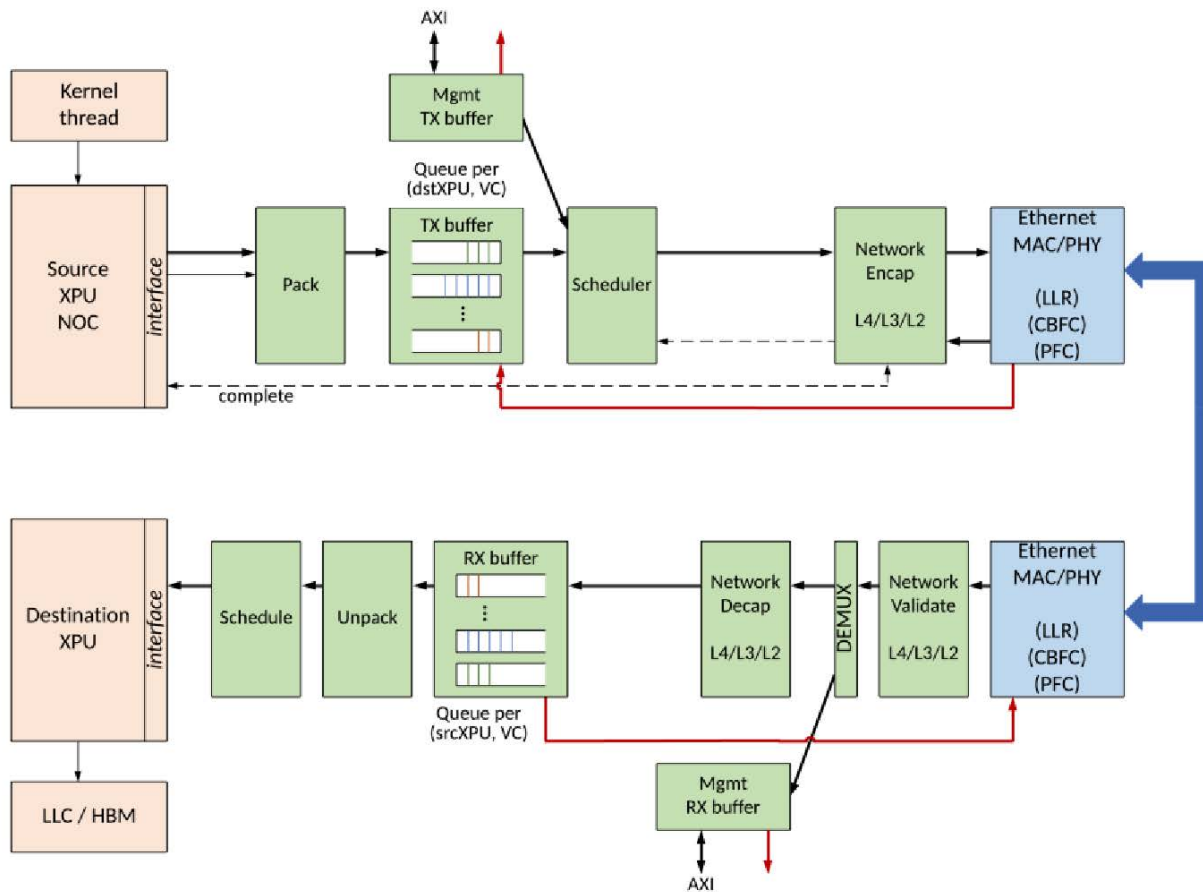 AXI
Kernel
thread
Mgmt
TX buffer
Queue per
(dstXPU, VC)
Source
XPU
NOC
interface
Pack
TX buffer
...
Scheduler
Network
Encap
L4/L3/L2
Ethernet
MAC/PHY
(LLR)
(CBFC)
(PFC)
complete
Destination
XPU
interface
Schedule
Unpack
RX buffer
...
Queue per
(srcXPU, VC)
Network
Decap
L4/L3/L2
DEMUX
Network
Validate
L4/L3/L2
Ethernet
MAC/PHY
(LLR)
(CBFC)
(PFC)
LLC / HBM
Mgmt
RX buffer
AXI